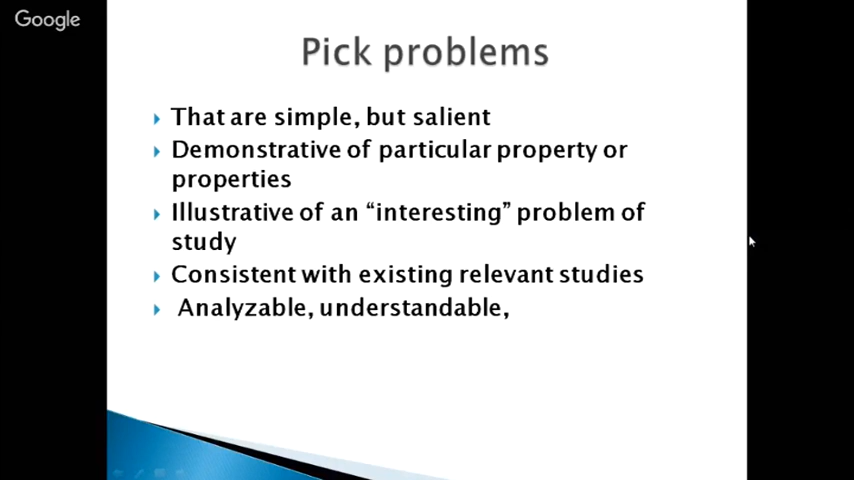 Google
Pick problems
That are simple, but salient
Demonstrative of particular property or
properties
Illustrative of an “interesting” problem of
study
Consistent with existing relevant studies
Analyzable, understandable,